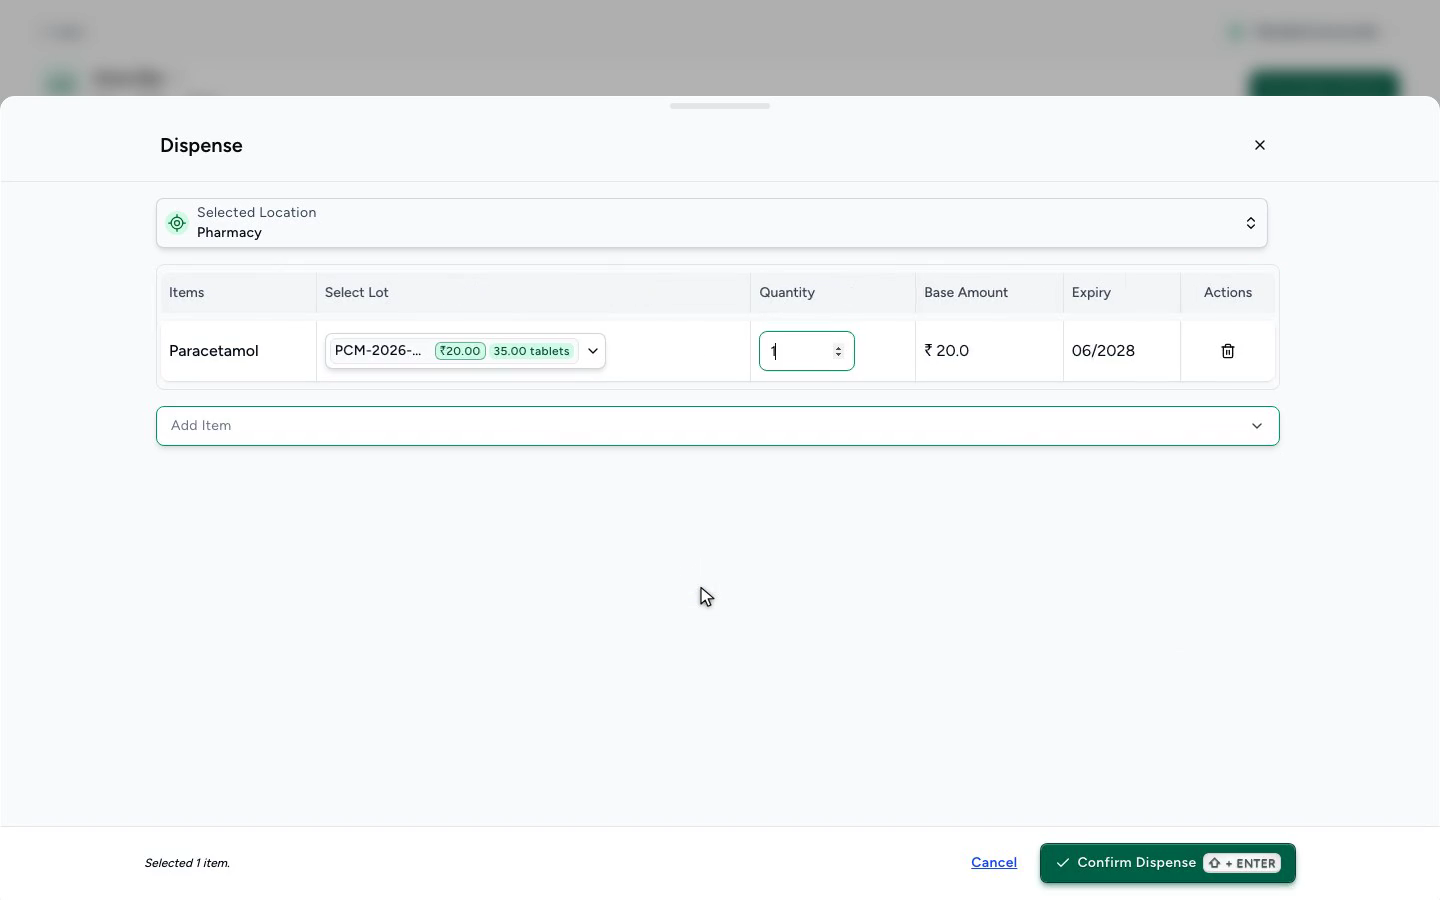 Dispense
Selected Location
Pharmacy
Items Select Lot Quantity Base Amount Expiry Actions
Paracetamol PCM-2026-... ₹20.00 35.00 tablets 1 ₹ 20.0 06/2028
Add Item
Selected 1 item.
Cancel
Confirm Dispense ⇧ + ENTER